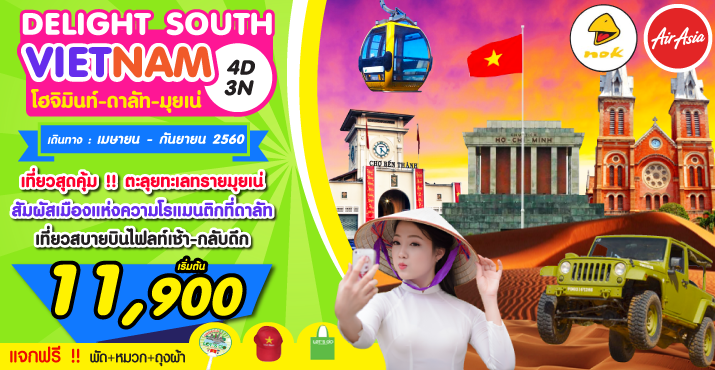 DELIGHT SOUTH
VIETNAM
4D
3N
โฮจิมินท์-ดาลัท-มุยเน่
เดินทาง : เมษายน - กันยายน 2560
เที่ยวสุดคุ้ม !! ตะลุยทะเลทรายมุยเน่
สัมผัสเมืองแห่งความโรแมนติกที่ดาลัท
เที่ยวสบายบินไฟลท์เช้า-กลับดึก
เริ่มต้น
11,900
แจกฟรี !! พัด+หมวก+ถุงผ้า
nok
AirAsia
CHỢ BẾN THÀNH
HO-CHI-MINH